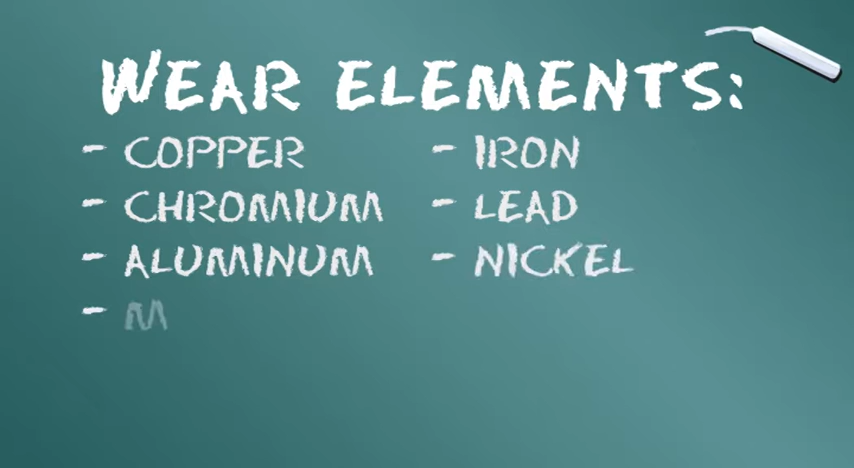 WEAR ELEMENTS:
- COPPER
- CHROMIUM
- ALUMINUM
- M
- IRON
- LEAD
- NICKEL